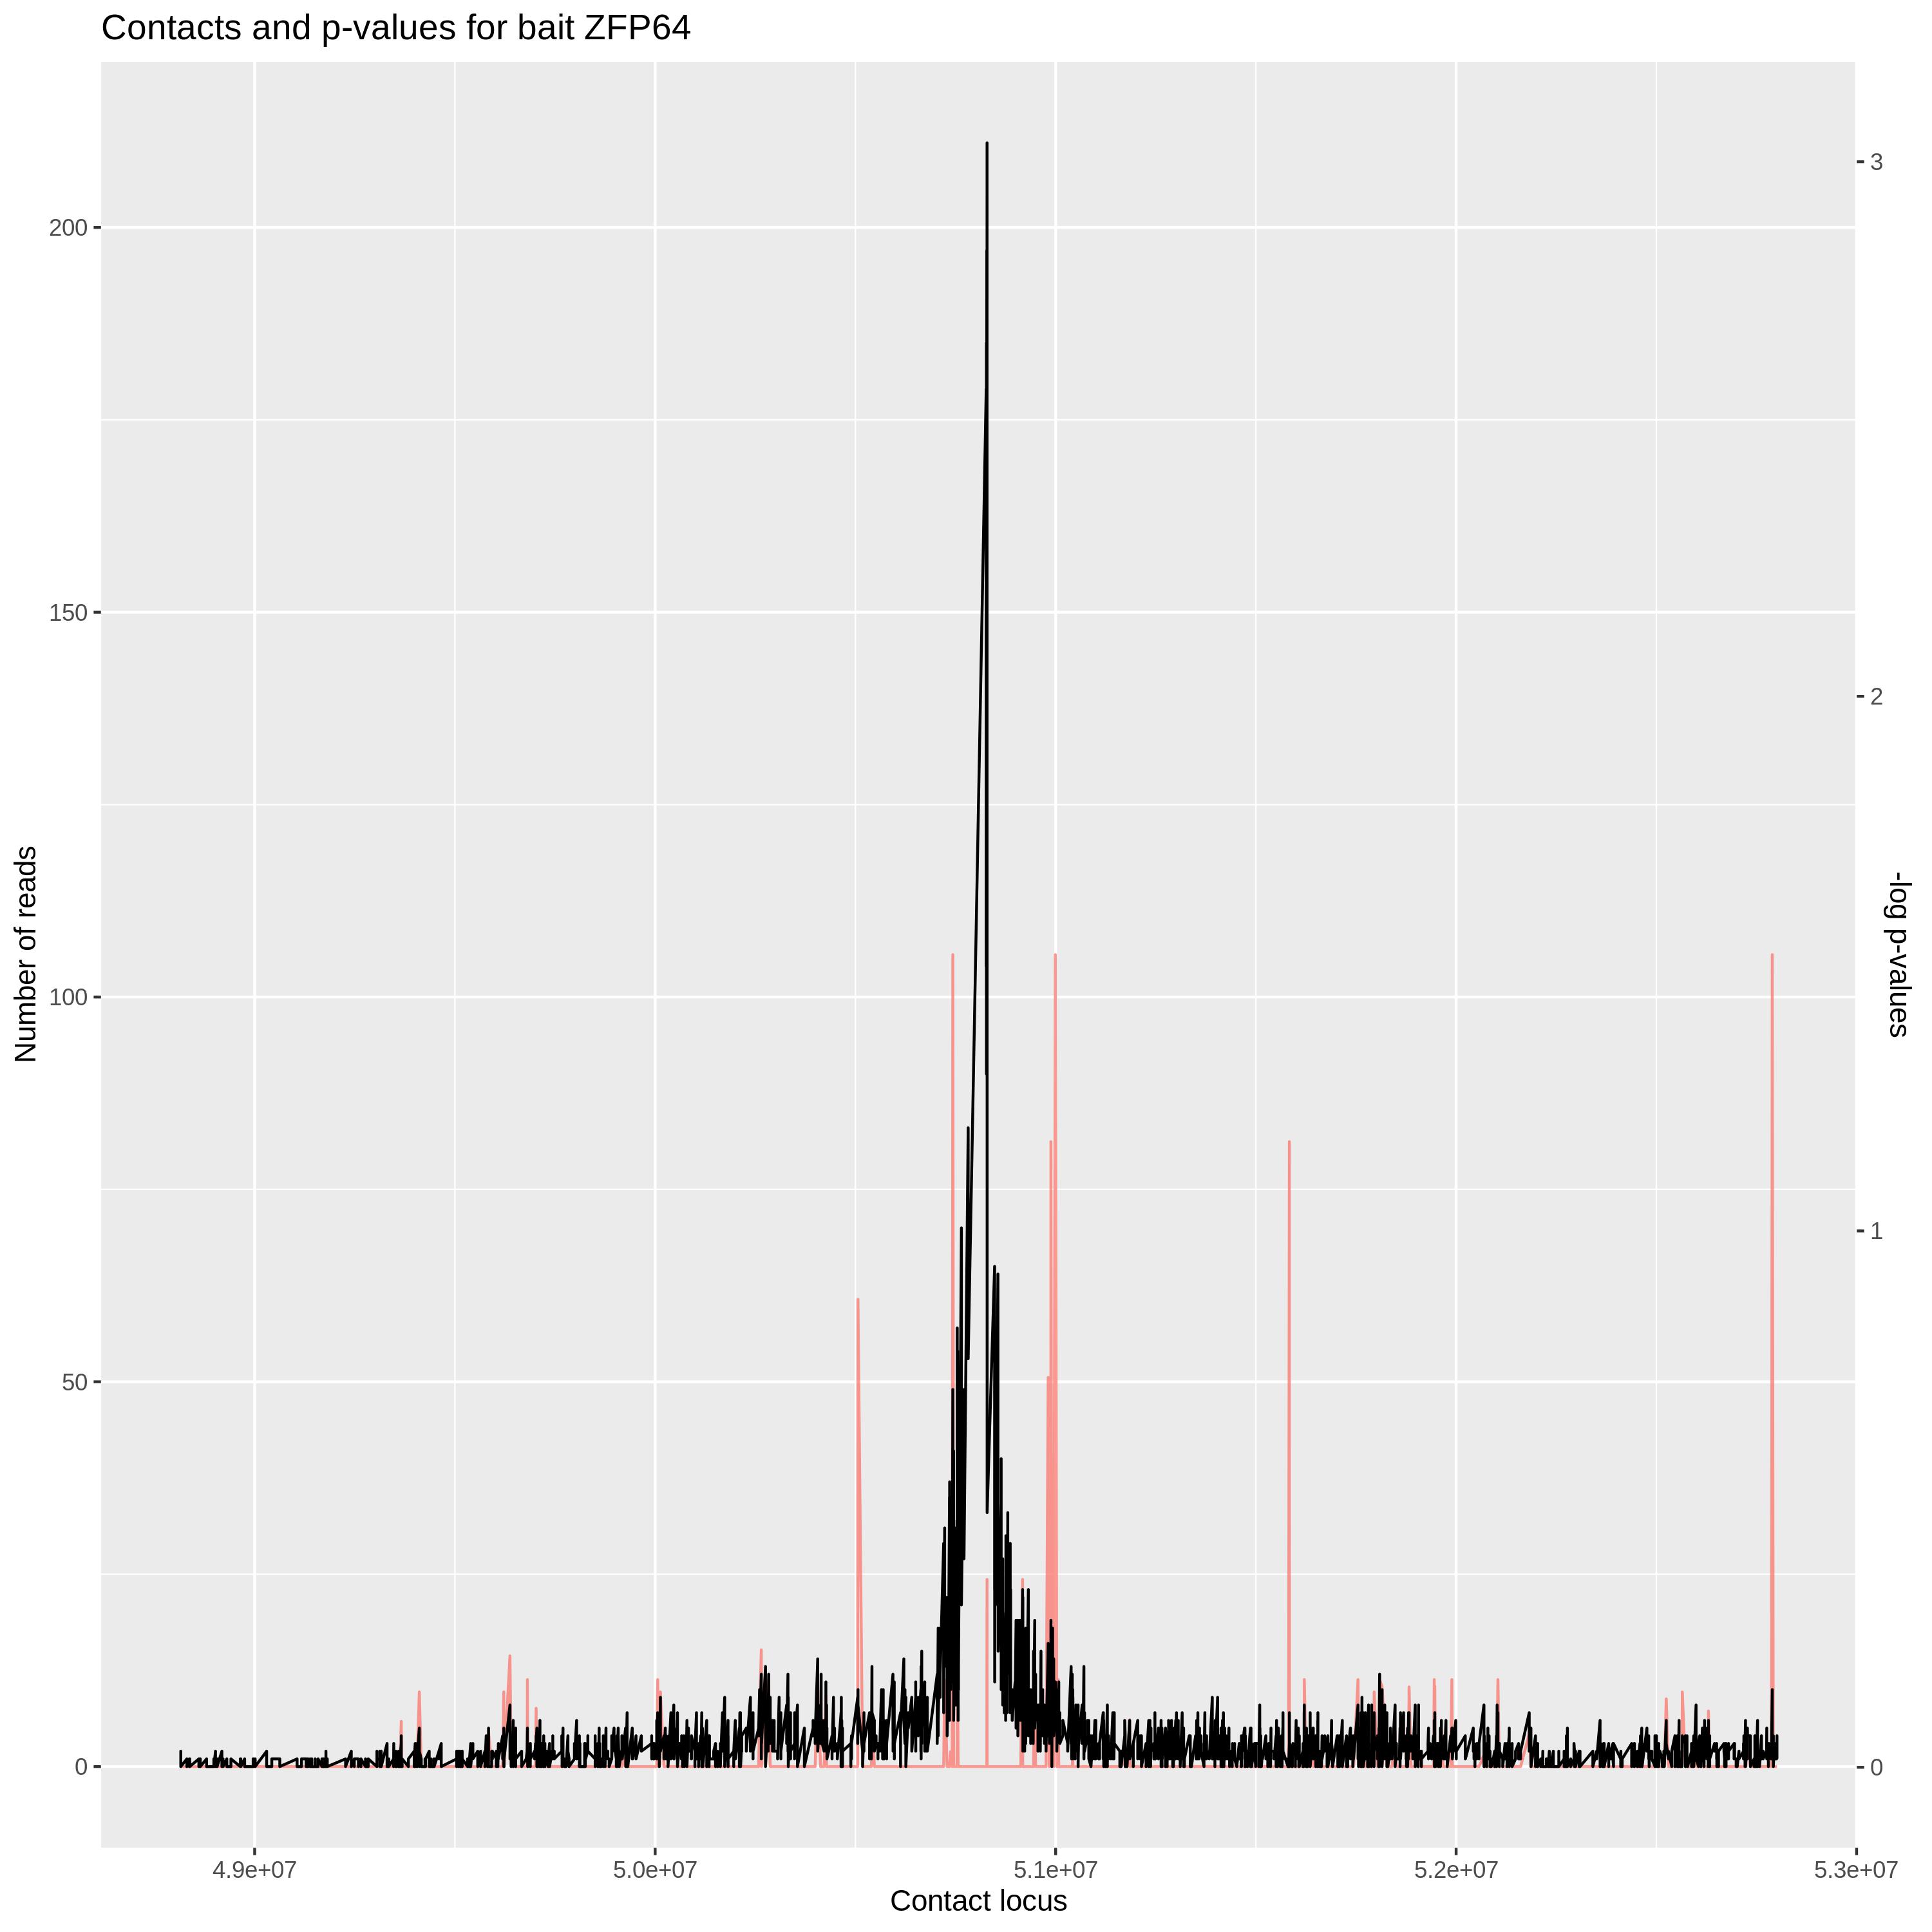 Contacts and p-values for bait ZFP64
200
150
100
50
0
Number of reads
3
2
1
0
-log p-values
4.9e+07
5.0e+07
5.1e+07
5.2e+07
5.3e+07
Contact locus